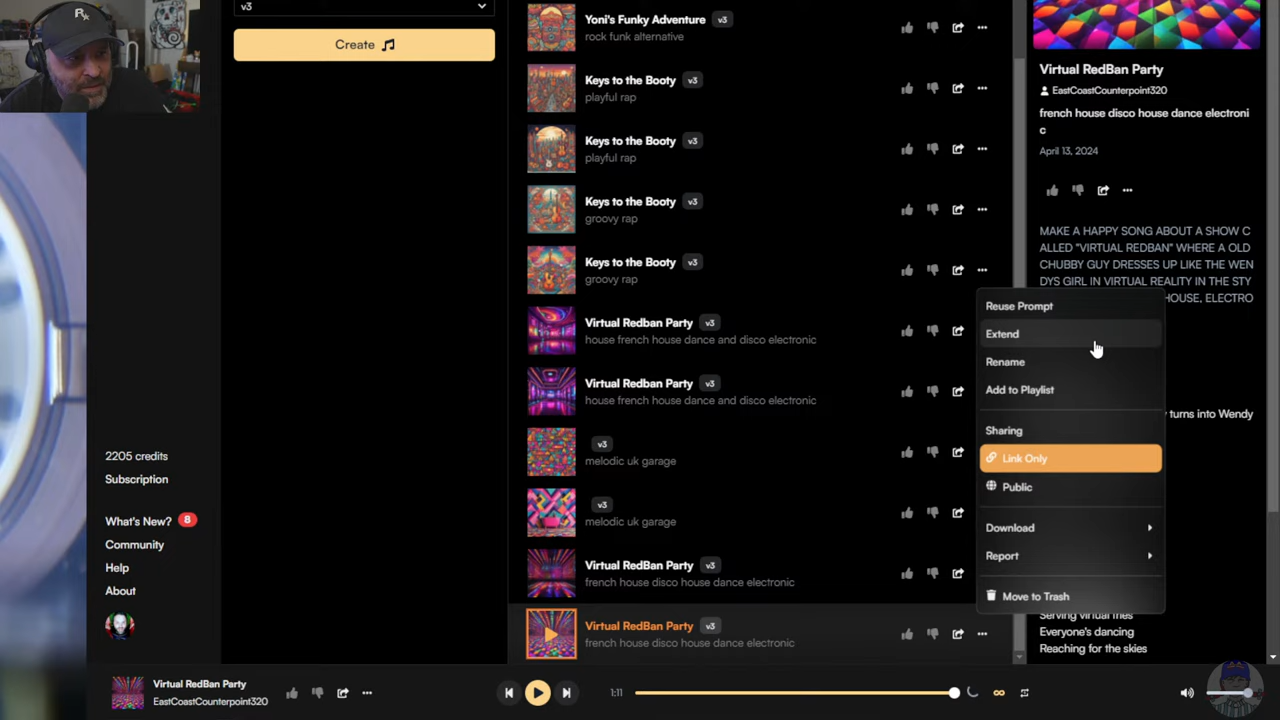 v3
Create
2205 credits
Subscription
What's New? 8
Community
Help
About
Yoni's Funky Adventure v3
rock funk alternative
Keys to the Booty v3
playful rap
Keys to the Booty v3
playful rap
Keys to the Booty v3
groovy rap
Keys to the Booty v3
groovy rap
Virtual Redban Party v3
house french house dance and disco electronic
Virtual Redban Party v3
house french house dance and disco electronic
v3
melodic uk garage
v3
melodic uk garage
Virtual RedBan Party v3
french house disco house dance electronic
Virtual RedBan Party v3
french house disco house dance electronic
Reuse Prompt
Extend
Rename
Add to Playlist
Sharing
Link Only
Public
Download
Report
Move to Trash
Virtual RedBan Party
EastCoastCounterpoint320
french house disco house dance electroni
c
April 13, 2024
MAKE A HAPPY SONG ABOUT A SHOW C
ALLED "VIRTUAL REDBAN" WHERE A OLD
CHUBBY GUY DRESSES UP LIKE THE WEN
DYS GIRL IN VIRTUAL REALITY IN THE STY
HOUSE, ELECTRO
turns into Wendy
Serving virtual fries
Everyone's dancing
Reaching for the skies
Virtual RedBan Party
EastCoastCounterpoint320
1:11